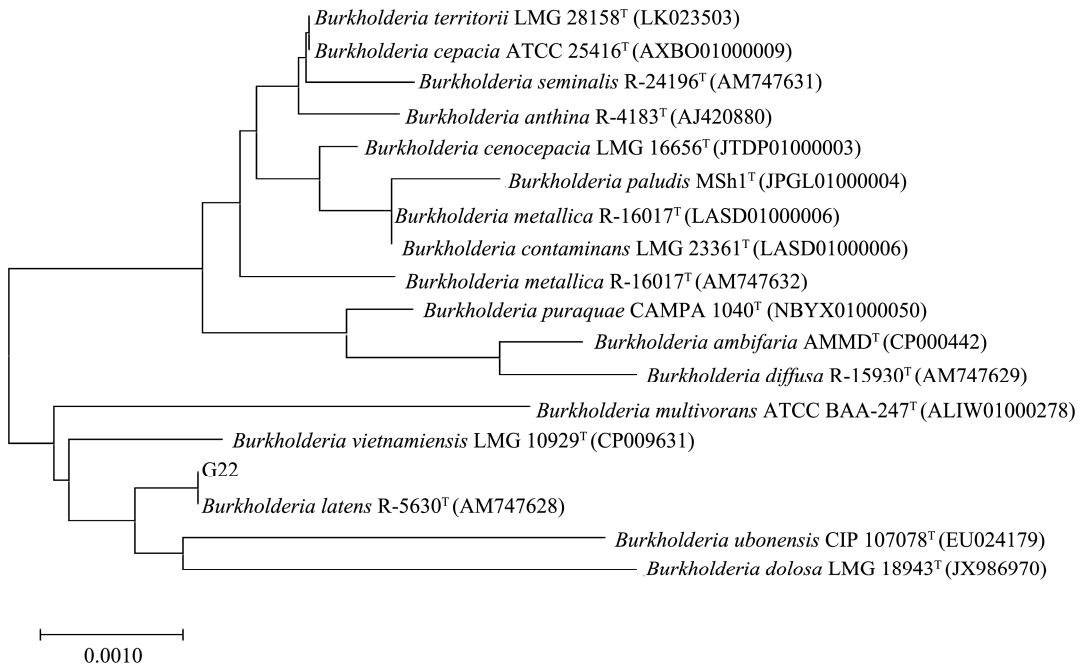 Burkholderia territorii LMG 28158ᵀ (LK023503)
Burkholderia cepacia ATCC 25416ᵀ (AXBO01000009)
Burkholderia seminalis R-24196ᵀ (AM747631)
Burkholderia anthina R-4183ᵀ (AJ420880)
Burkholderia cenocepacia LMG 16656ᵀ (JTDP01000003)
Burkholderia paludis MSh1ᵀ (JPGL01000004)
Burkholderia metallica R-16017ᵀ (LASD01000006)
Burkholderia contaminans LMG 23361ᵀ (LASD01000006)
Burkholderia metallica R-16017ᵀ (AM747632)
Burkholderia puraquae CAMPA 1040ᵀ (NBYX01000050)
Burkholderia ambifaria AMMDᵀ (CP000442)
Burkholderia diffusa R-15930ᵀ (AM747629)
Burkholderia multivorans ATCC BAA-247ᵀ (ALIW01000278)
Burkholderia vietnamiensis LMG 10929ᵀ (CP009631)
G22
Burkholderia latens R-5630ᵀ (AM747628)
Burkholderia ubonensis CIP 107078ᵀ (EU024179)
Burkholderia dolosa LMG 18943ᵀ (JX986970)
0.0010